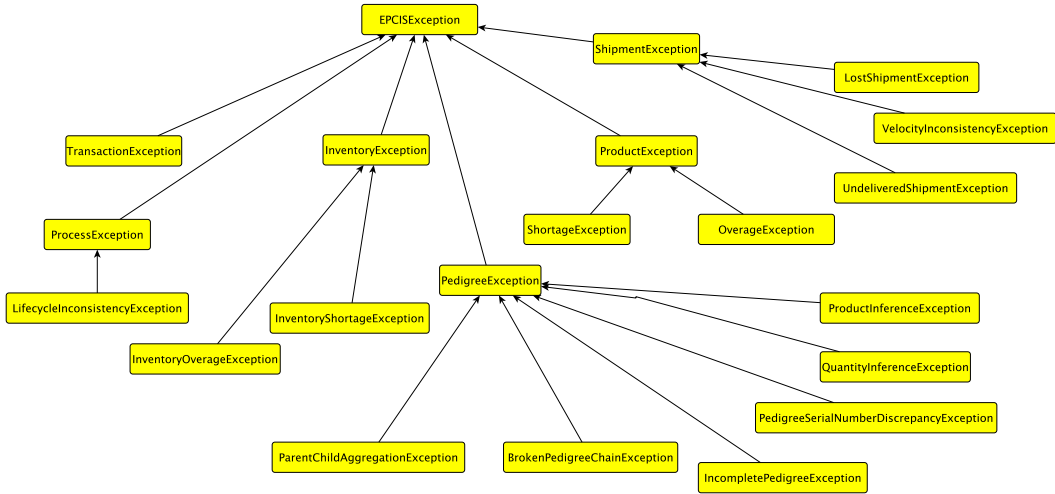 EPCISException
ShipmentException
LostShipmentException
VelocityInconsistencyException
TransactionException
InventoryException
ProductException
UndeliveredShipmentException
ProcessException
ShortageException
OverageException
PedigreeException
LifecycleInconsistencyException
InventoryShortageException
ProductInferenceException
InventoryOverageException
QuantityInferenceException
PedigreeSerialNumberDiscrepancyException
ParentChildAggregationException
BrokenPedigreeChainException
IncompletePedigreeException